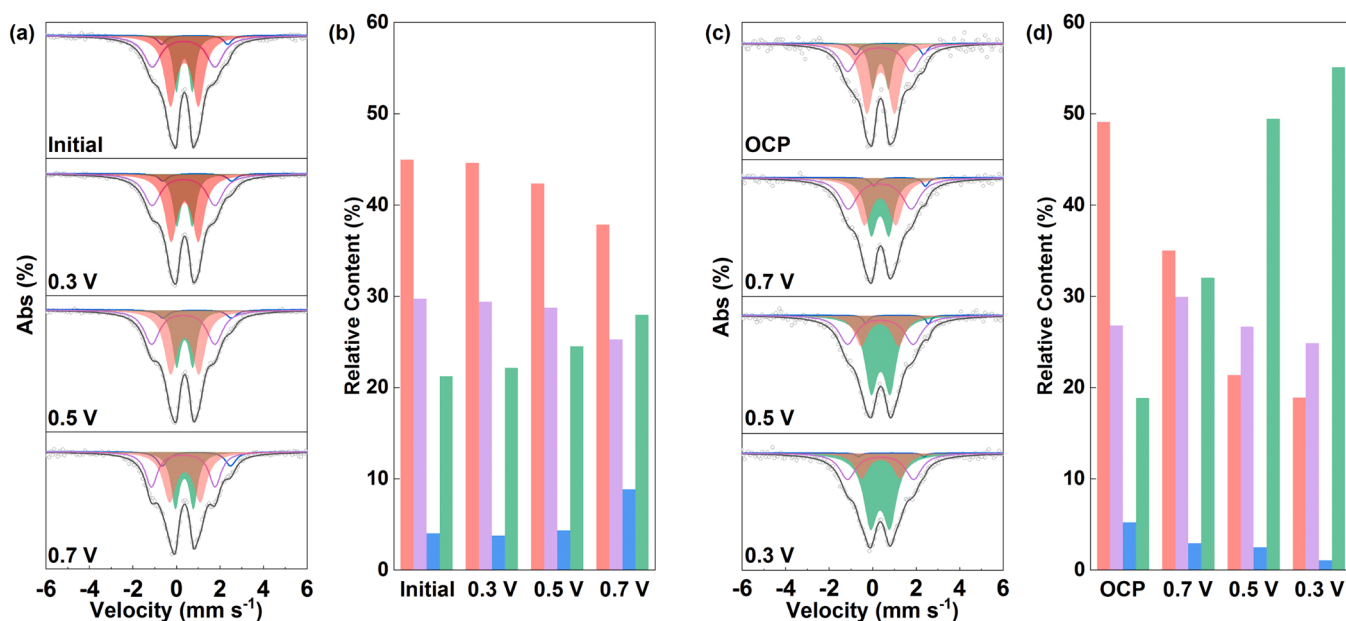 (a)
Abs (%)
Initial
0.3 V
0.5 V
0.7 V
-6 -4 -2 0 2 4 6
Velocity (mm s⁻¹)
(b)
Relative Content (%)
60
50
40
30
20
10
0
Initial 0.3 V 0.5 V 0.7 V
(c)
Abs (%)
OCP
0.7 V
0.5 V
0.3 V
-6 -4 -2 0 2 4 6
Velocity (mm s⁻¹)
(d)
Relative Content (%)
60
50
40
30
20
10
0
OCP 0.7 V 0.5 V 0.3 V